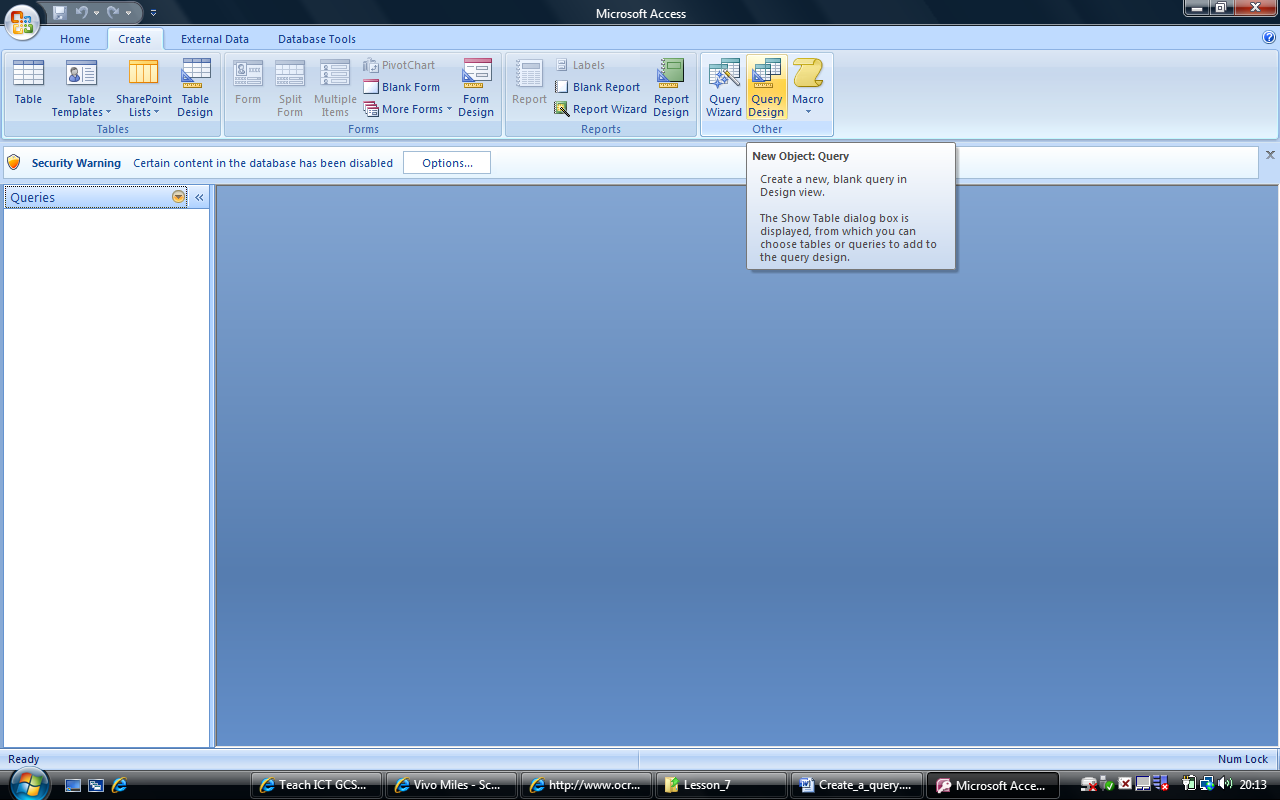 Microsoft Access
Home Create External Data Database Tools
Table
Table Templates
SharePoint Lists
Table Design
Tables
Form
Split Form
Multiple Items
PivotChart
Blank Form
More Forms
Form Design
Forms
Report
Labels
Blank Report
Report Wizard
Report Design
Reports
Query Wizard
Query Design
Macro
Other
Security Warning Certain content in the database has been disabled Options...
New Object: Query
Create a new, blank query in
Design view.
The Show Table dialog box is
displayed, from which you can
choose tables or queries to add to
the query design.
Queries
Ready
Num Lock
Teach ICT GCS...
Vivo Miles - Sc...
http://www.ocr...
Lesson_7
Create_a_query....
Microsoft Acce...
20:13